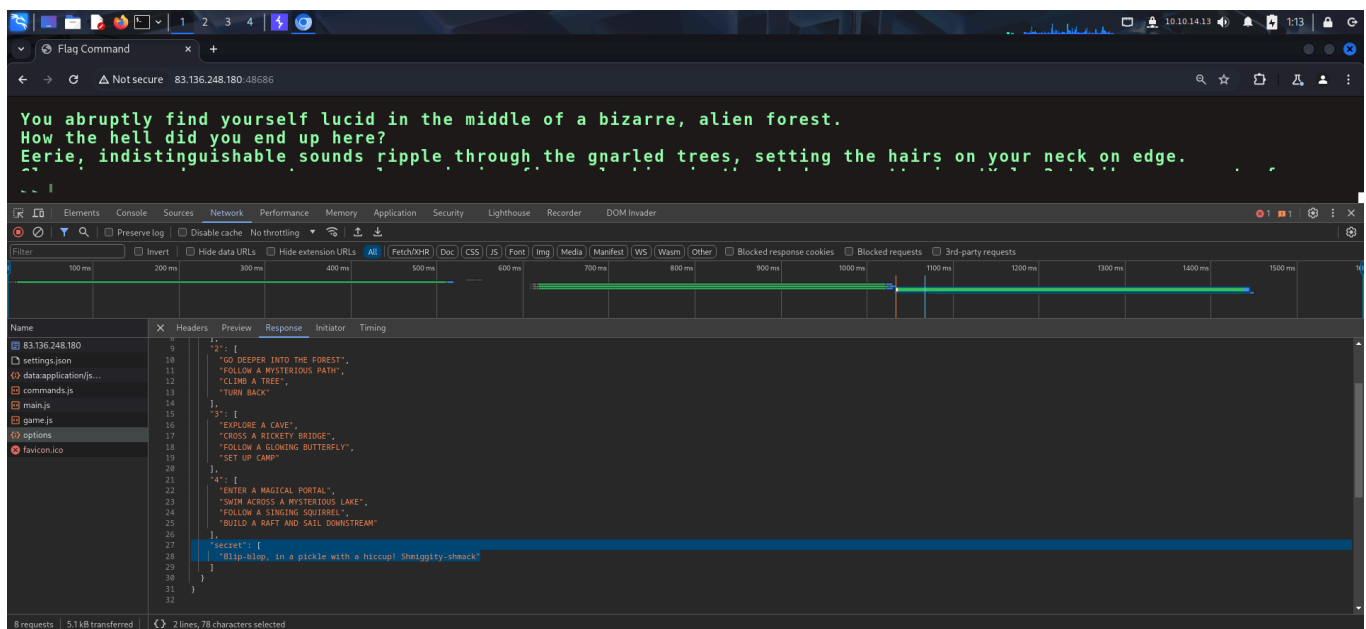 1 2 3 4 10.10.14.13 1:13
Flag Command
Not secure 83.136.248.180:48686
You abruptly find yourself lucid in the middle of a bizarre, alien forest.
How the hell did you end up here?
Eerie, indistinguishable sounds ripple through the gnarled trees, setting the hairs on your neck on edge.
Elements Console Sources Network Performance Memory Application Security Lighthouse Recorder DOM Invader 1 1
Preserve log Disable cache No throttling
Filter Invert Hide data URLs Hide extension URLs All Fetch/XHR Doc CSS JS Font Img Media Manifest WS Wasm Other Blocked response cookies Blocked requests 3rd-party requests
100 ms 200 ms 300 ms 400 ms 500 ms 600 ms 700 ms 800 ms 900 ms 1000 ms 1100 ms 1200 ms 1300 ms 1400 ms 1500 ms
Name Headers Preview Response Initiator Timing
83.136.248.180
settings.json
data:application/js...
commands.js
main.js
game.js
options
favicon.ico
8 ],
9 "2": [
10 "GO DEEPER INTO THE FOREST",
11 "FOLLOW A MYSTERIOUS PATH",
12 "CLIMB A TREE",
13 "TURN BACK"
14 ],
15 "3": [
16 "EXPLORE A CAVE",
17 "CROSS A RICKETY BRIDGE",
18 "FOLLOW A GLOWING BUTTERFLY",
19 "SET UP CAMP"
20 ],
21 "4": [
22 "ENTER A MAGICAL PORTAL",
23 "SWIM ACROSS A MYSTERIOUS LAKE",
24 "FOLLOW A SINGING SQUIRREL",
25 "BUILD A RAFT AND SAIL DOWNSTREAM"
26 ],
27 "secret": [
28 "Blip-blop, in a pickle with a hiccup! Shmiggity-shmack"
29 ]
30 }
31 }
32
8 requests 5.1 kB transferred {} 2 lines, 78 characters selected